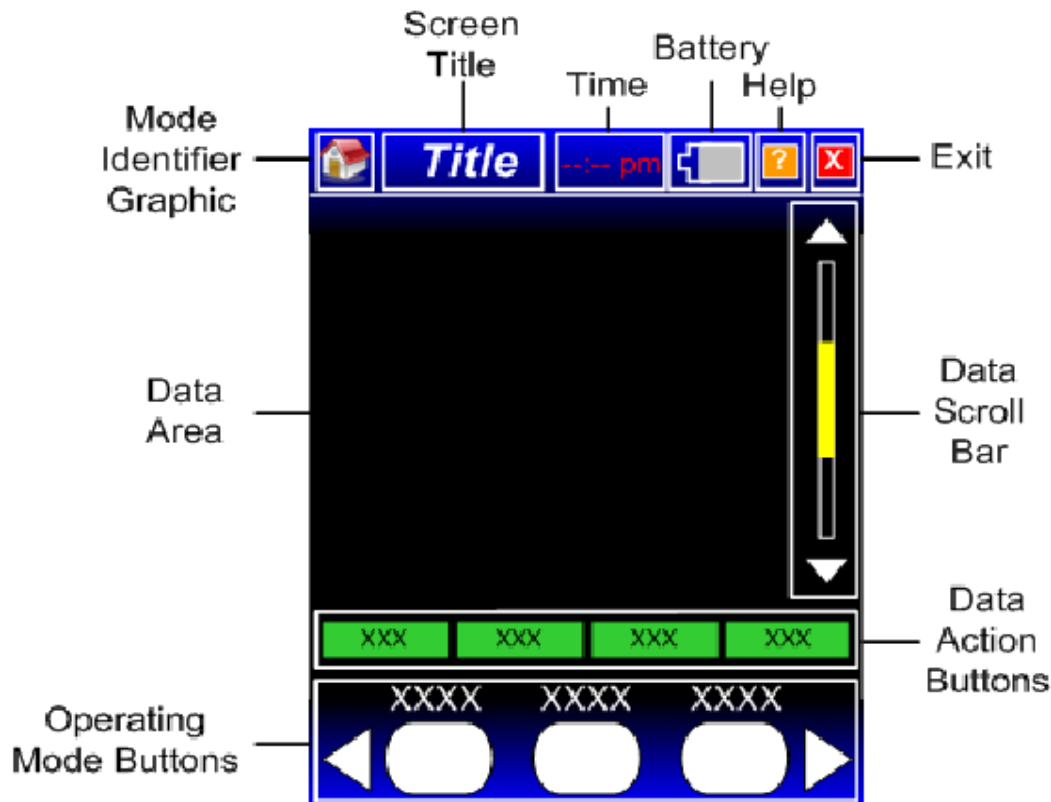 Screen
Title
Battery
Time
Help
Mode
Identifier
Graphic
Title
--:-- pm
?
X
Exit
Data
Area
Data
Scroll
Bar
XXX XXX XXX XXX
Data
Action
Buttons
XXXX XXXX XXXX
Operating
Mode Buttons